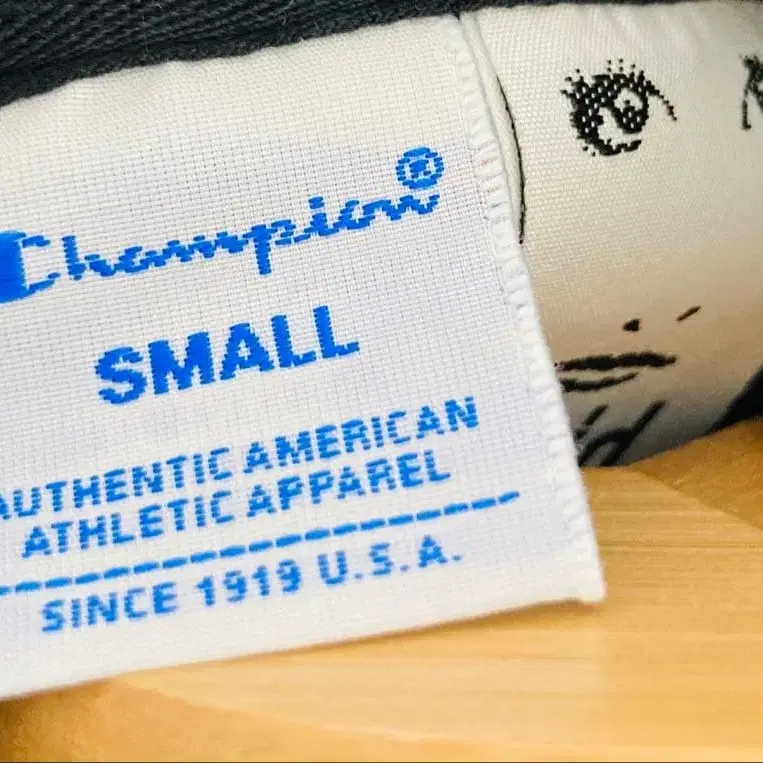 Champion®
SMALL
AUTHENTIC AMERICAN
ATHLETIC APPAREL
SINCE 1919 U.S.A.